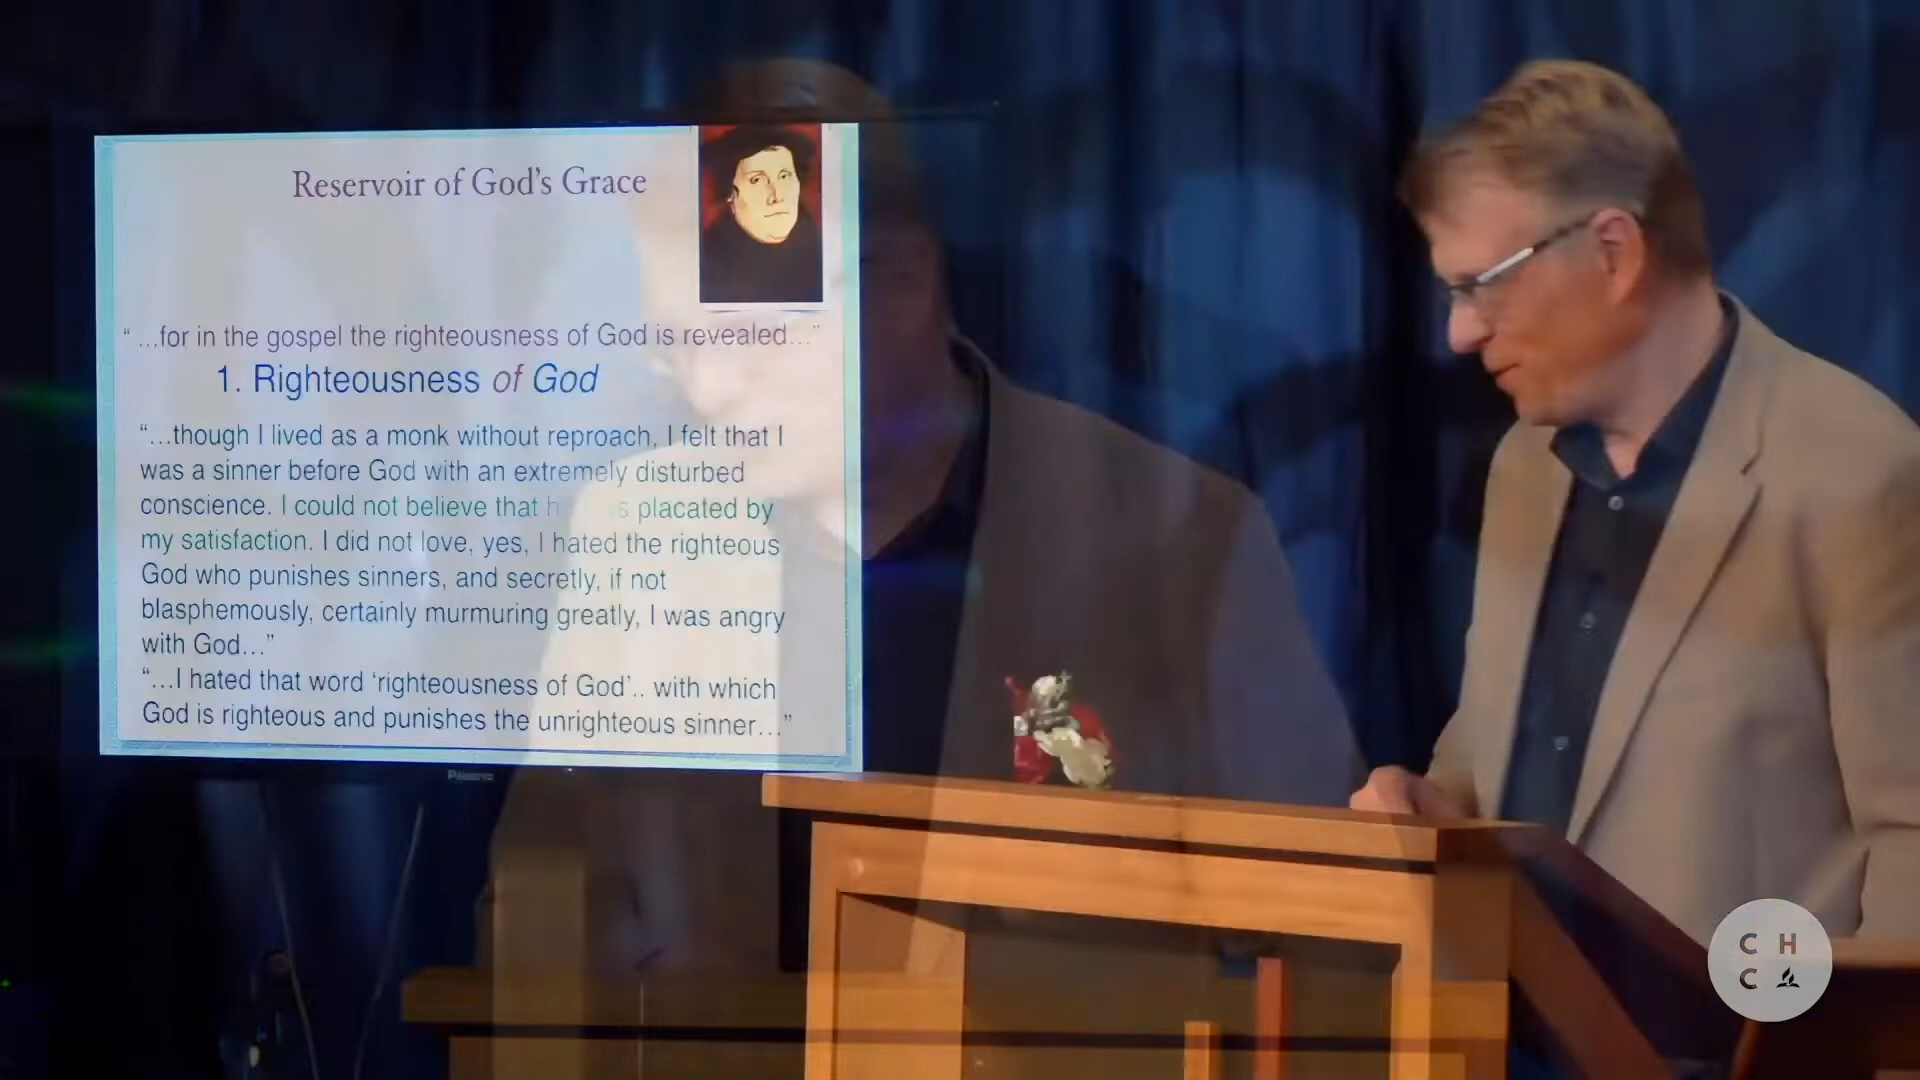 Reservoir of God's Grace
“ ...for in the gospel the righteousness of God is revealed...”
1. Righteousness of God
“...though I lived as a monk without reproach, I felt that I
was a sinner before God with an extremely disturbed
conscience. I could not believe that placated by
my satisfaction. I did not love, yes, I hated the righteous
God who punishes sinners, and secretly, if not
blasphemously, certainly murmuring greatly, I was angry
with God...”
“...I hated that word ‘righteousness of God’.. with which
God is righteous and punishes the unrighteous sinner...”
C H
C